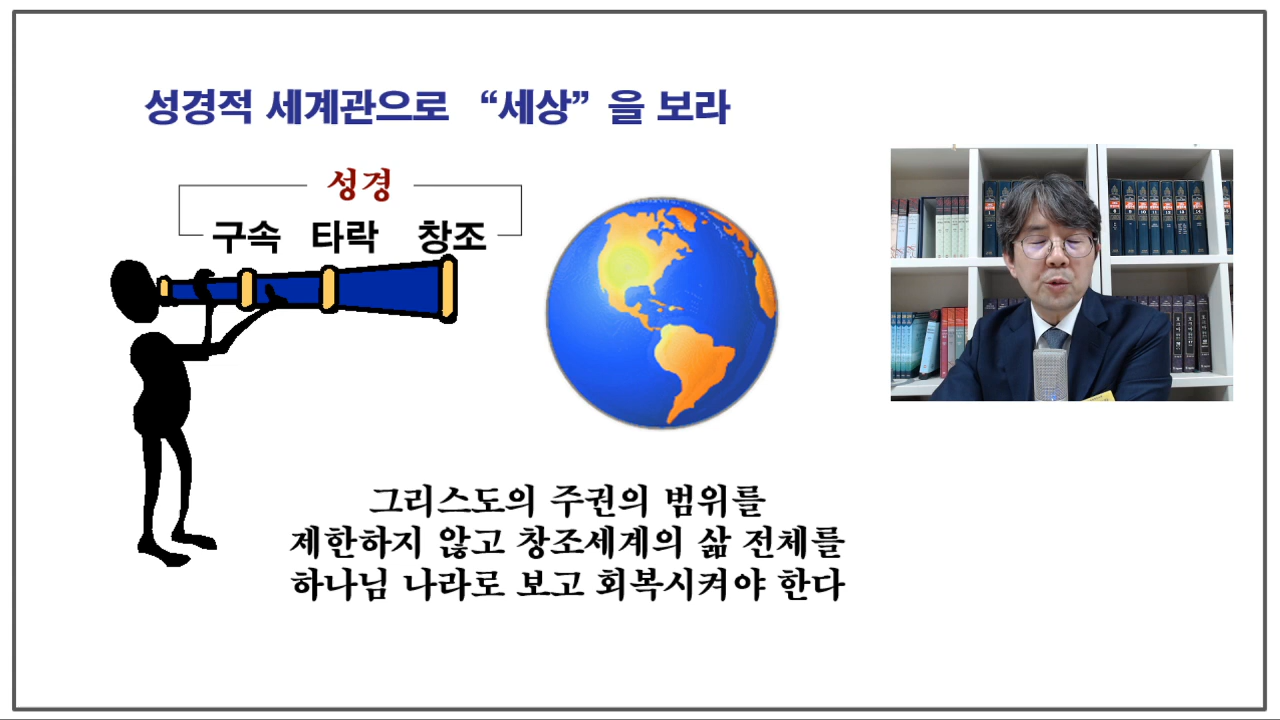 성경적 세계관으로 “세상”을 보라
성경
구속 타락 창조
그리스도의 주권의 범위를
제한하지 않고 창조세계의 삶 전체를
하나님 나라로 보고 회복시켜야 한다